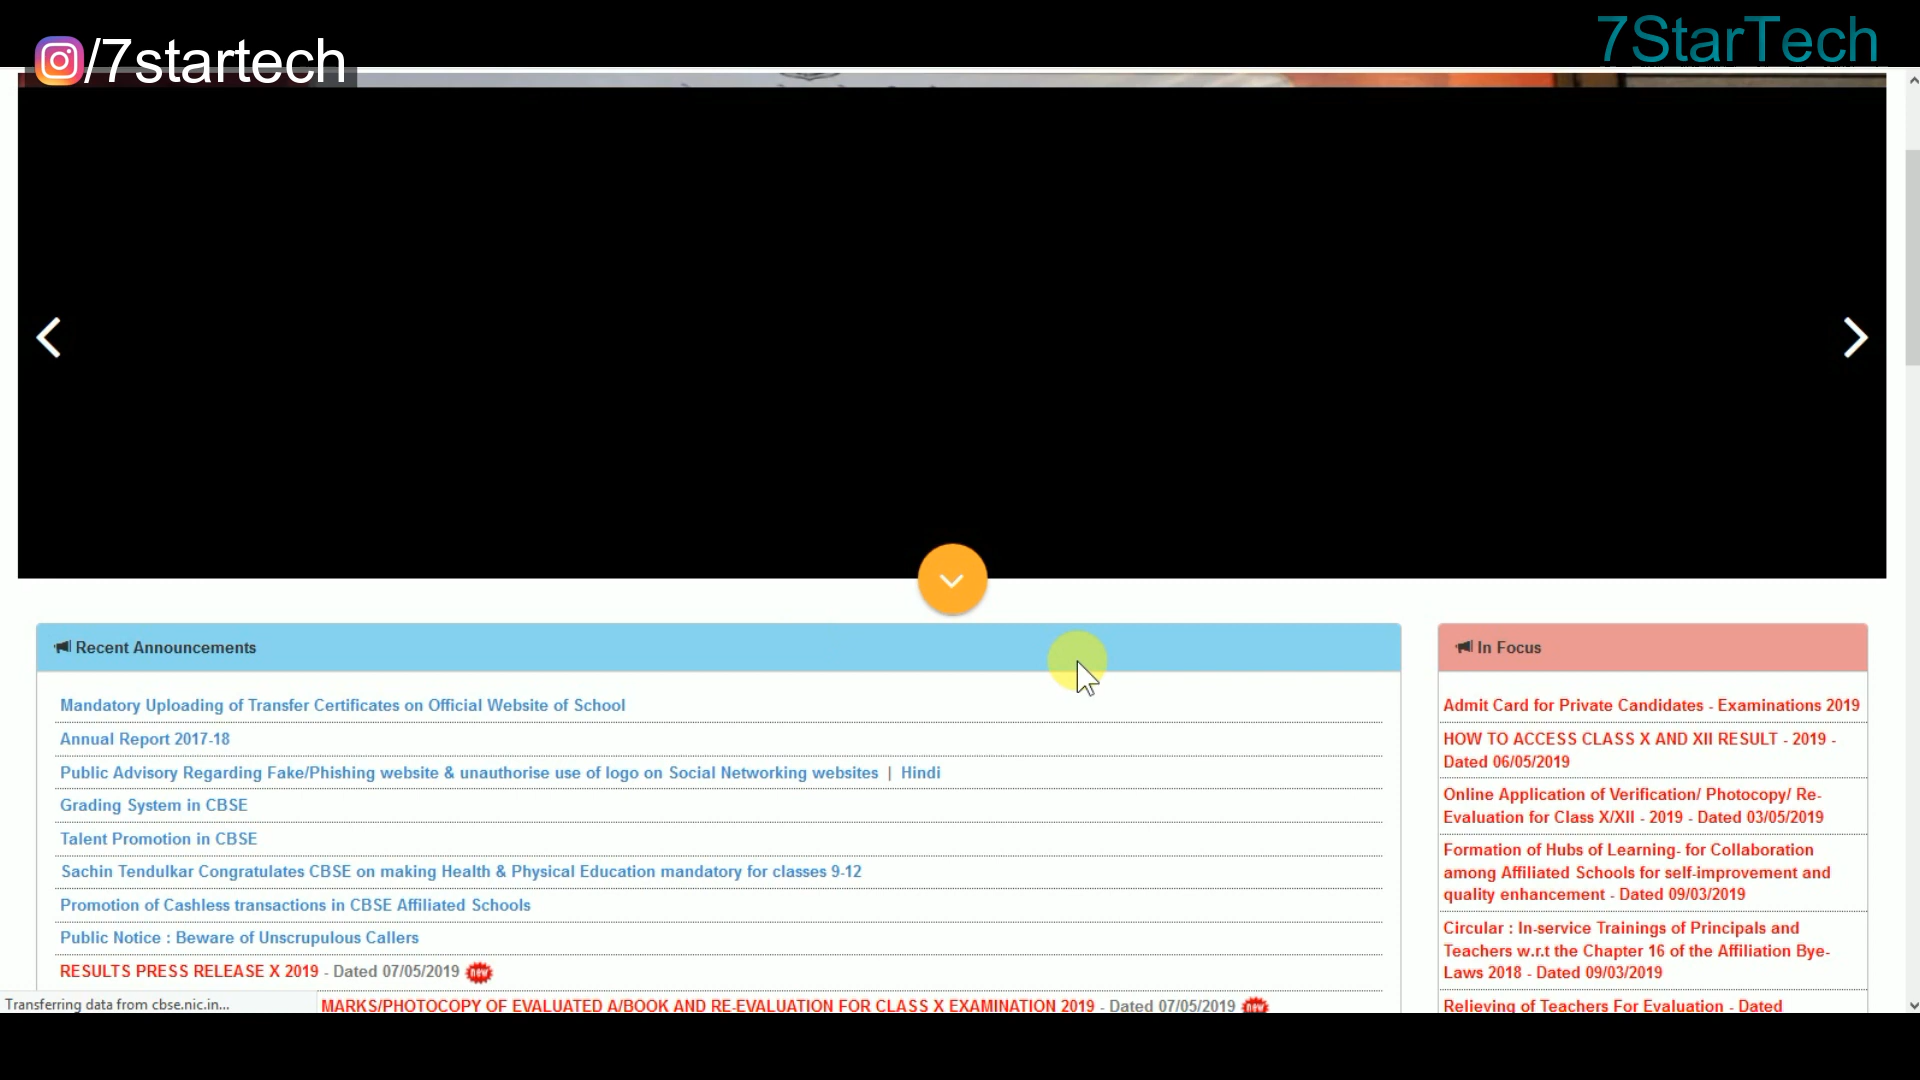 /7startech
7StarTech
Recent Announcements
Mandatory Uploading of Transfer Certificates on Official Website of School
Annual Report 2017-18
Public Advisory Regarding Fake/Phishing website & unauthorise use of logo on Social Networking websites | Hindi
Grading System in CBSE
Talent Promotion in CBSE
Sachin Tendulkar Congratulates CBSE on making Health & Physical Education mandatory for classes 9-12
Promotion of Cashless transactions in CBSE Affiliated Schools
Public Notice : Beware of Unscrupulous Callers
RESULTS PRESS RELEASE X 2019 - Dated 07/05/2019 new
MARKS/PHOTOCOPY OF EVALUATED A/BOOK AND RE-EVALUATION FOR CLASS X EXAMINATION 2019 - Dated 07/05/2019 new
Transferring data from cbse.nic.in...
In Focus
Admit Card for Private Candidates - Examinations 2019
HOW TO ACCESS CLASS X AND XII RESULT - 2019 -
Dated 06/05/2019
Online Application of Verification/ Photocopy/ Re-
Evaluation for Class X/XII - 2019 - Dated 03/05/2019
Formation of Hubs of Learning- for Collaboration
among Affiliated Schools for self-improvement and
quality enhancement - Dated 09/03/2019
Circular : In-service Trainings of Principals and
Teachers w.r.t the Chapter 16 of the Affiliation Bye-
Laws 2018 - Dated 09/03/2019
Relieving of Teachers For Evaluation - Dated